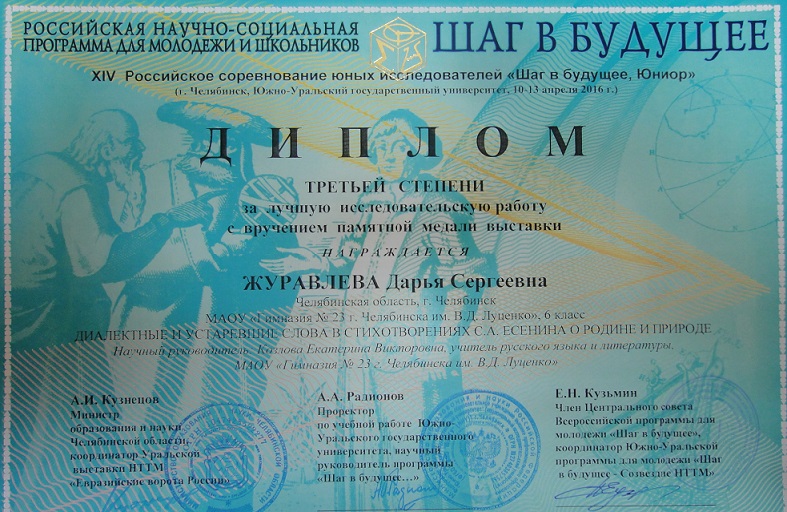 РОССИЙСКАЯ НАУЧНО-СОЦИАЛЬНАЯ
ПРОГРАММА ДЛЯ МОЛОДЕЖИ И ШКОЛЬНИКОВ
ШАГ В БУДУЩЕЕ
XIV Российское соревнование юных исследователей «Шаг в будущее, Юниор»
(г. Челябинск, Южно-Уральский государственный университет, 10-13 апреля 2016 г.)
ДИПЛОМ
ТРЕТЬЕЙ СТЕПЕНИ
за лучшую исследовательскую работу
с вручением памятной медали выставки
НАГРАЖДАЕТСЯ
ЖУРАВЛЕВА Дарья Сергеевна
Челябинская область, г. Челябинск
МАОУ «Гимназия № 23 г. Челябинска им. В.Д. Луценко», 6 класс
ДИАЛЕКТНЫЕ И УСТАРЕВШИЕ СЛОВА В СТИХОТВОРЕНИЯХ С.А. ЕСЕНИНА О РОДИНЕ И ПРИРОДЕ
Научный руководитель Козлова Екатерина Викторовна, учитель русского языка и литературы,
МАОУ «Гимназия № 23 г. Челябинска им. В.Д. Луценко»
А.И. Кузнецов
Министр
образования и науки
Челябинской области,
координатор Уральской
выставки НТТМ
«Евразийские ворота России»
А.А. Радионов
Проректор
по учебной работе Южно-
Уральского государственного
университета, научный
руководитель программы
«Шаг в будущее...»
Е.Н. Кузьмин
Член Центрального совета
Всероссийской программы для
молодежи «Шаг в будущее»,
координатор Южно-Уральской
программы для молодежи «Шаг
в будущее - Созвездие НТТМ»